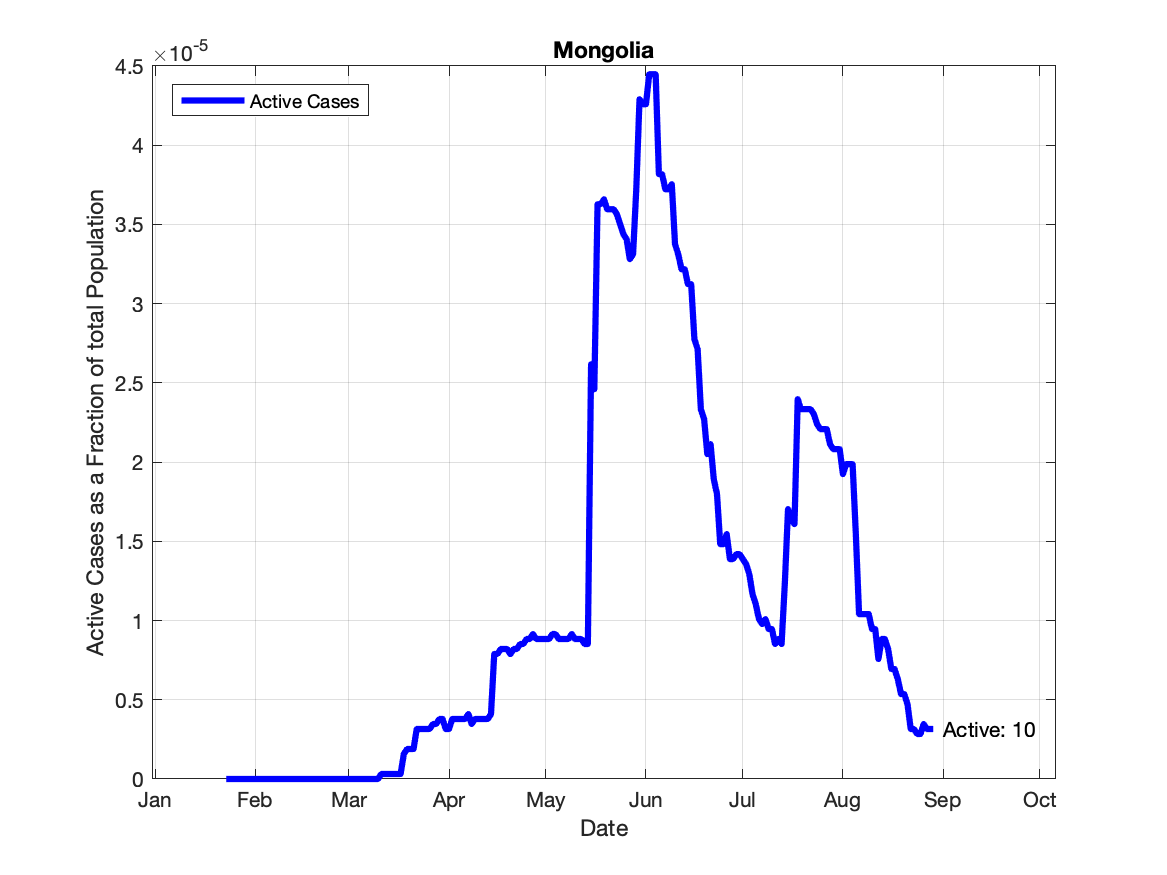 ×10-5
Mongolia
4.5
4
3.5
3
2.5
2
1.5
1
0.5
0
Active Cases as a Fraction of total Population
Active Cases
Active: 10
Jan Feb Mar Apr May Jun Jul Aug Sep Oct
Date